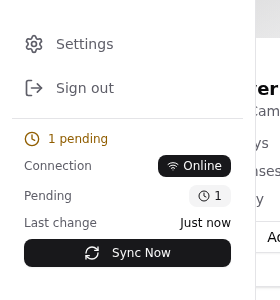 Settings
Sign out
1 pending
Connection Online
Pending 1
Last change Just now
Sync Now